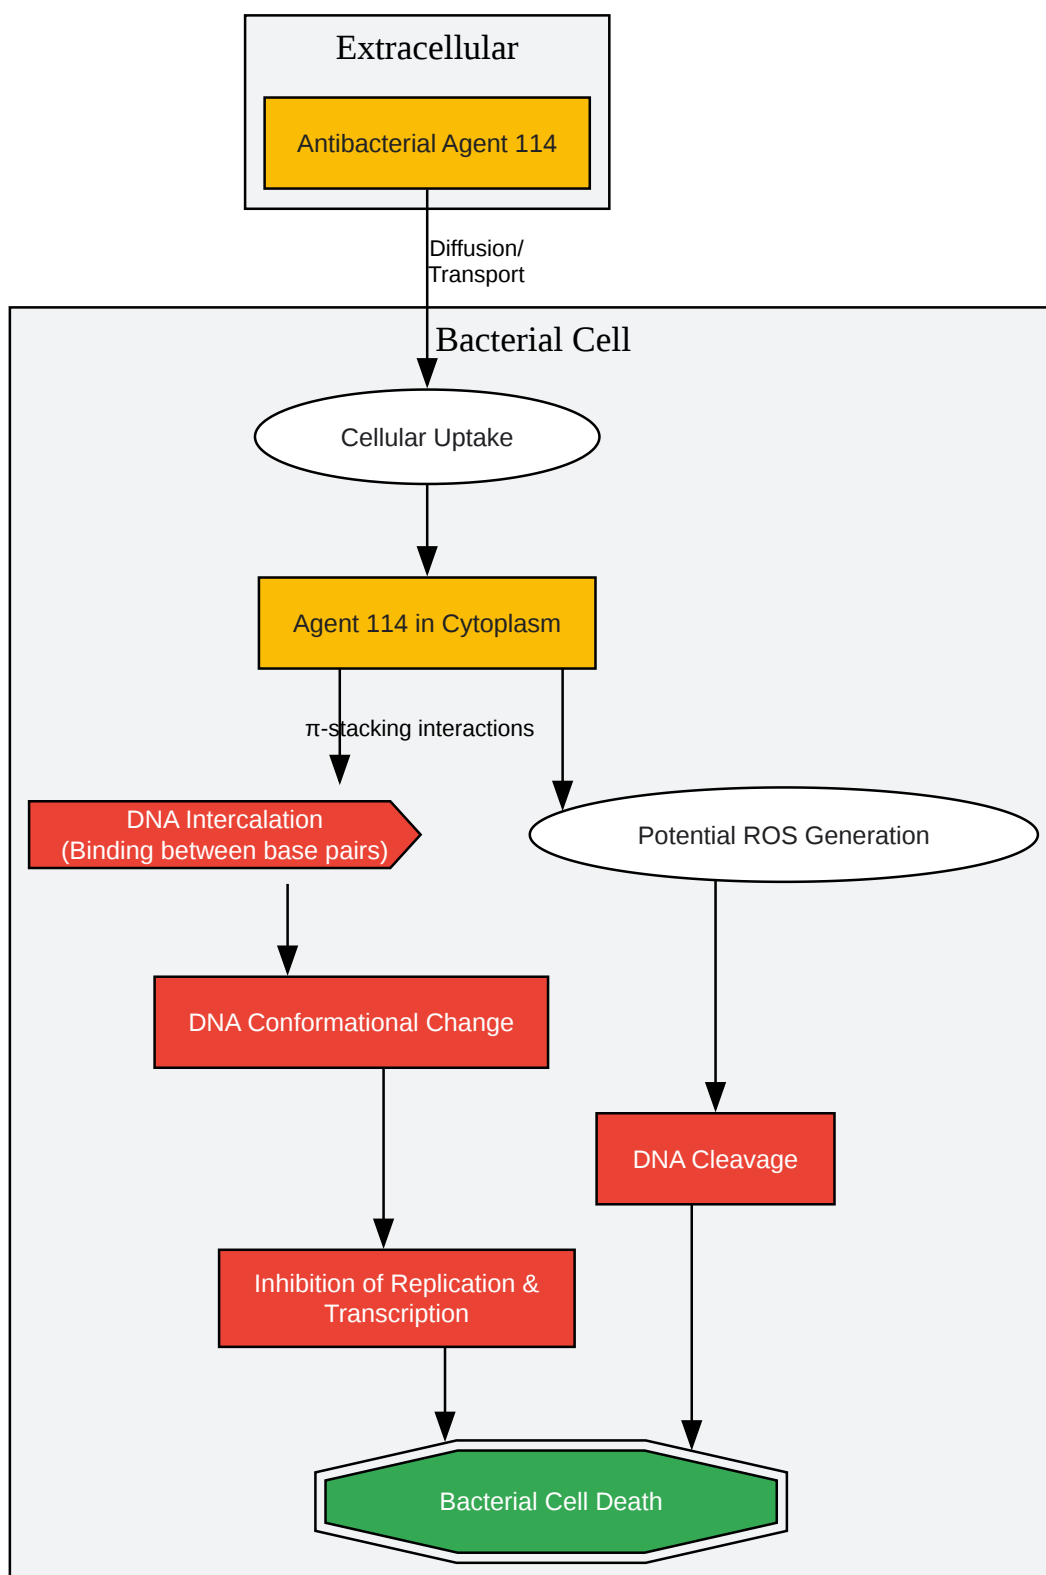 Extracellular
Antibacterial Agent 114
Diffusion/
Transport
Bacterial Cell
Cellular Uptake
Agent 114 in Cytoplasm
π-stacking interactions
DNA Intercalation
(Binding between base pairs)
Potential ROS Generation
DNA Conformational Change
DNA Cleavage
Inhibition of Replication &
Transcription
Bacterial Cell Death